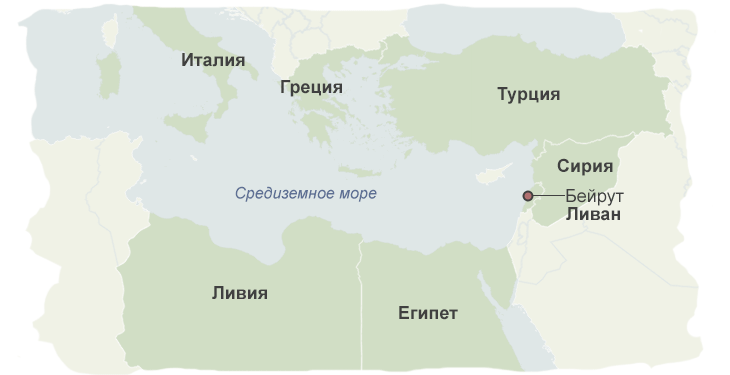 Италия
Греция
Турция
Сирия
Средиземное море
Бейрут
Ливан
Ливия
Египет